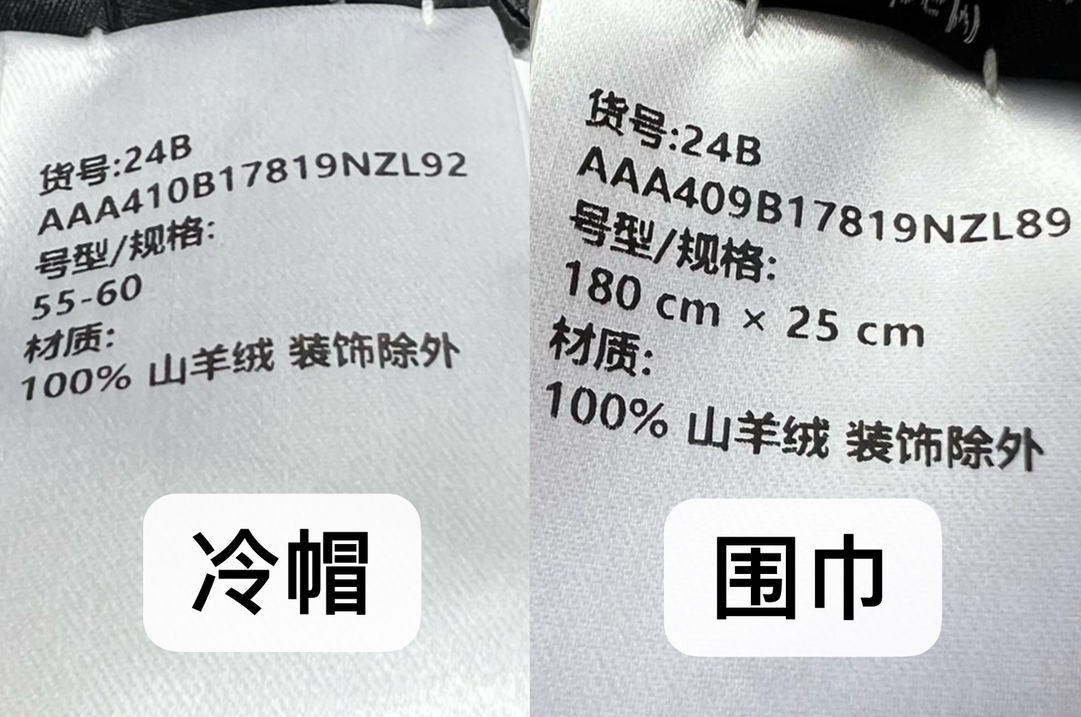 货号:24B
AAA410B17819NZL92
号型/规格:
55-60
材质:
100% 山羊绒 装饰除外
冷帽
货号:24B
AAA409B17819NZL89
号型/规格:
180 cm × 25 cm
材质:
100% 山羊绒 装饰除外
围巾